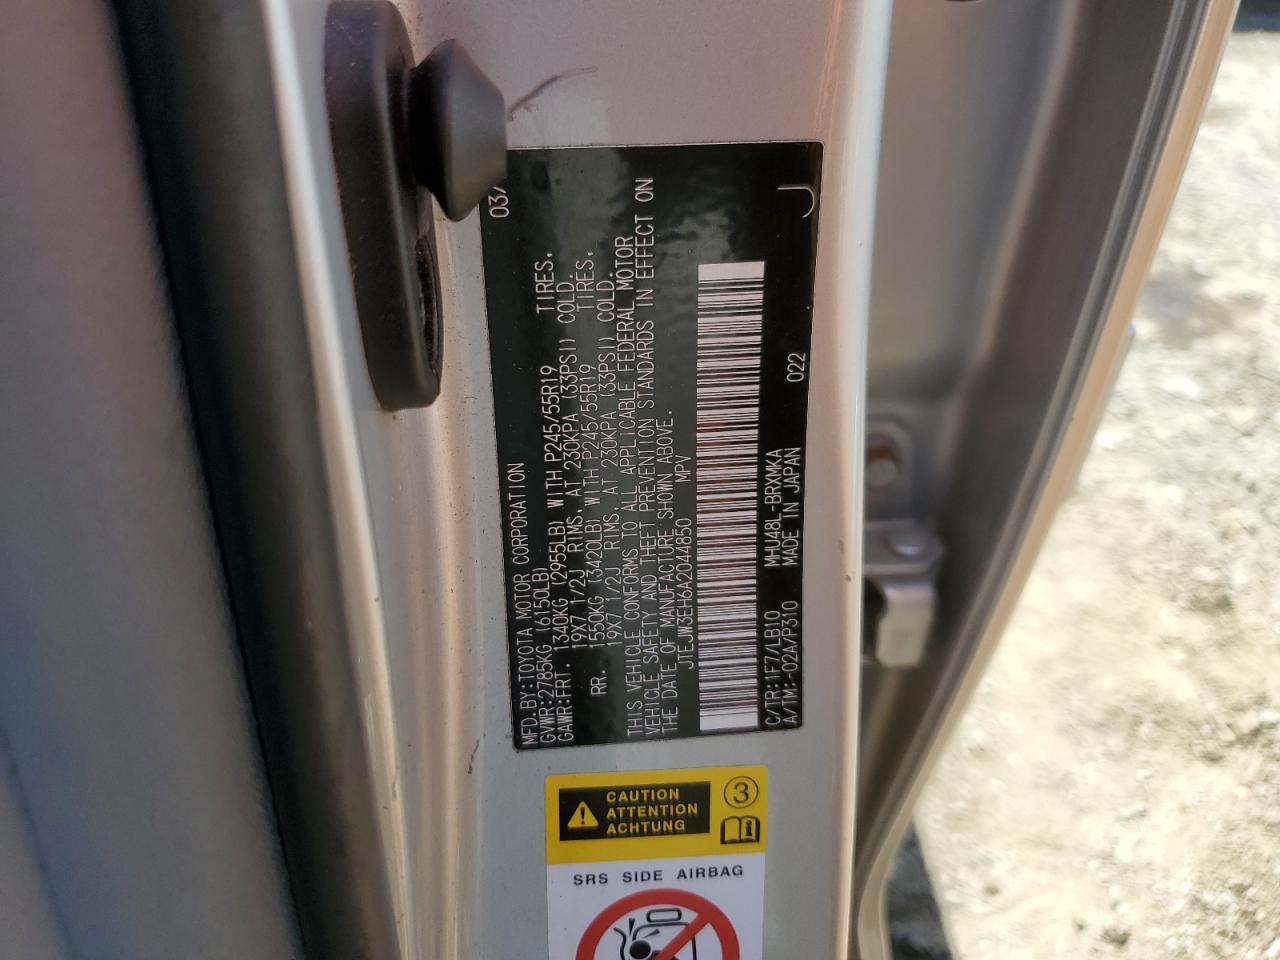 MFD.BY:TOYOTA MOTOR CORPORATION 03/
GVWR:2785KG (6150LB)
GAWR:FRT. 1340KG (2955LB) WITH P245/55R19 TIRES.
19X7 1/2J RIMS, AT 230KPA (33PSI) COLD.
RR. 1550KG (3420LB) WITH P245/55R19 TIRES.
19X7 1/2J RIMS, AT 230KPA (33PSI) COLD.
THIS VEHICLE CONFORMS TO ALL APPLICABLE FEDERAL MOTOR
VEHICLE SAFETY AND THEFT PREVENTION STANDARDS IN EFFECT ON
THE DATE OF MANUFACTURE SHOWN ABOVE.
JTEJW3EH6A2044850 MPV
C/TR:1F7/LB10 MHU48L-BRXMKA
A/TM:-02A/P310 MADE IN JAPAN 022 J
CAUTION
ATTENTION
ACHTUNG
3
i
SRS SIDE AIRBAG